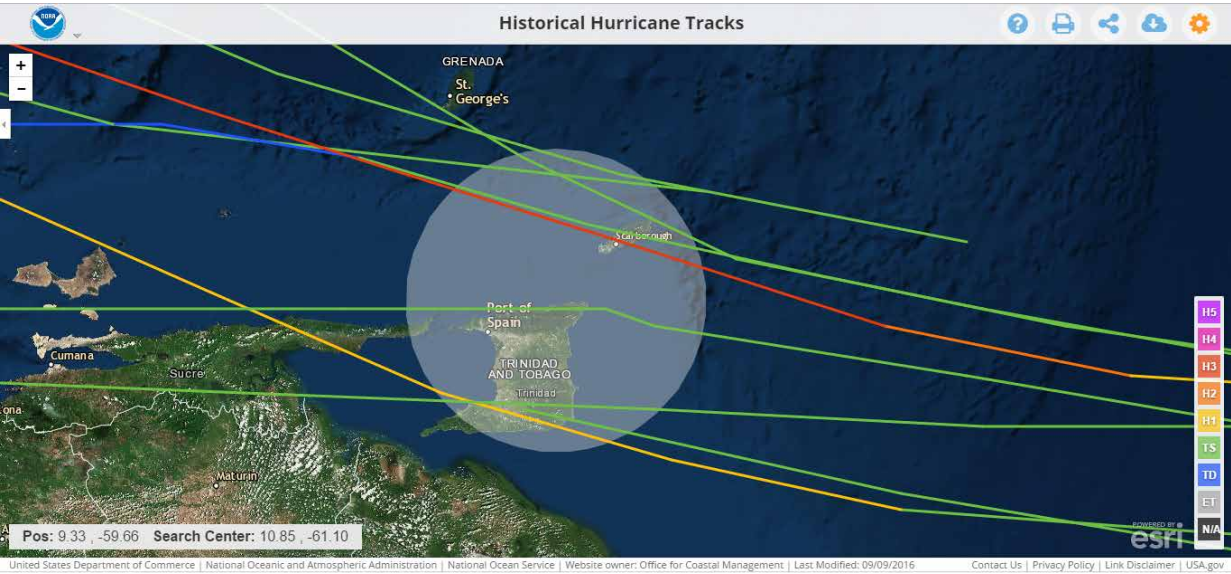 NOAA
Historical Hurricane Tracks
?
+
−
GRENADA
St.
George's
Scarborough
Port of
Spain
TRINIDAD
AND TOBAGO
Trinidad
Cumana
Sucre
ona
Maturin
H5
H4
H3
H2
H1
TS
TD
ET
N/A
Pos: 9.33 , -59.66 Search Center: 10.85 , -61.10
POWERED BY
esri
United States Department of Commerce | National Oceanic and Atmospheric Administration | National Ocean Service | Website owner: Office for Coastal Management | Last Modified: 09/09/2016
Contact Us | Privacy Policy | Link Disclaimer | USA.gov